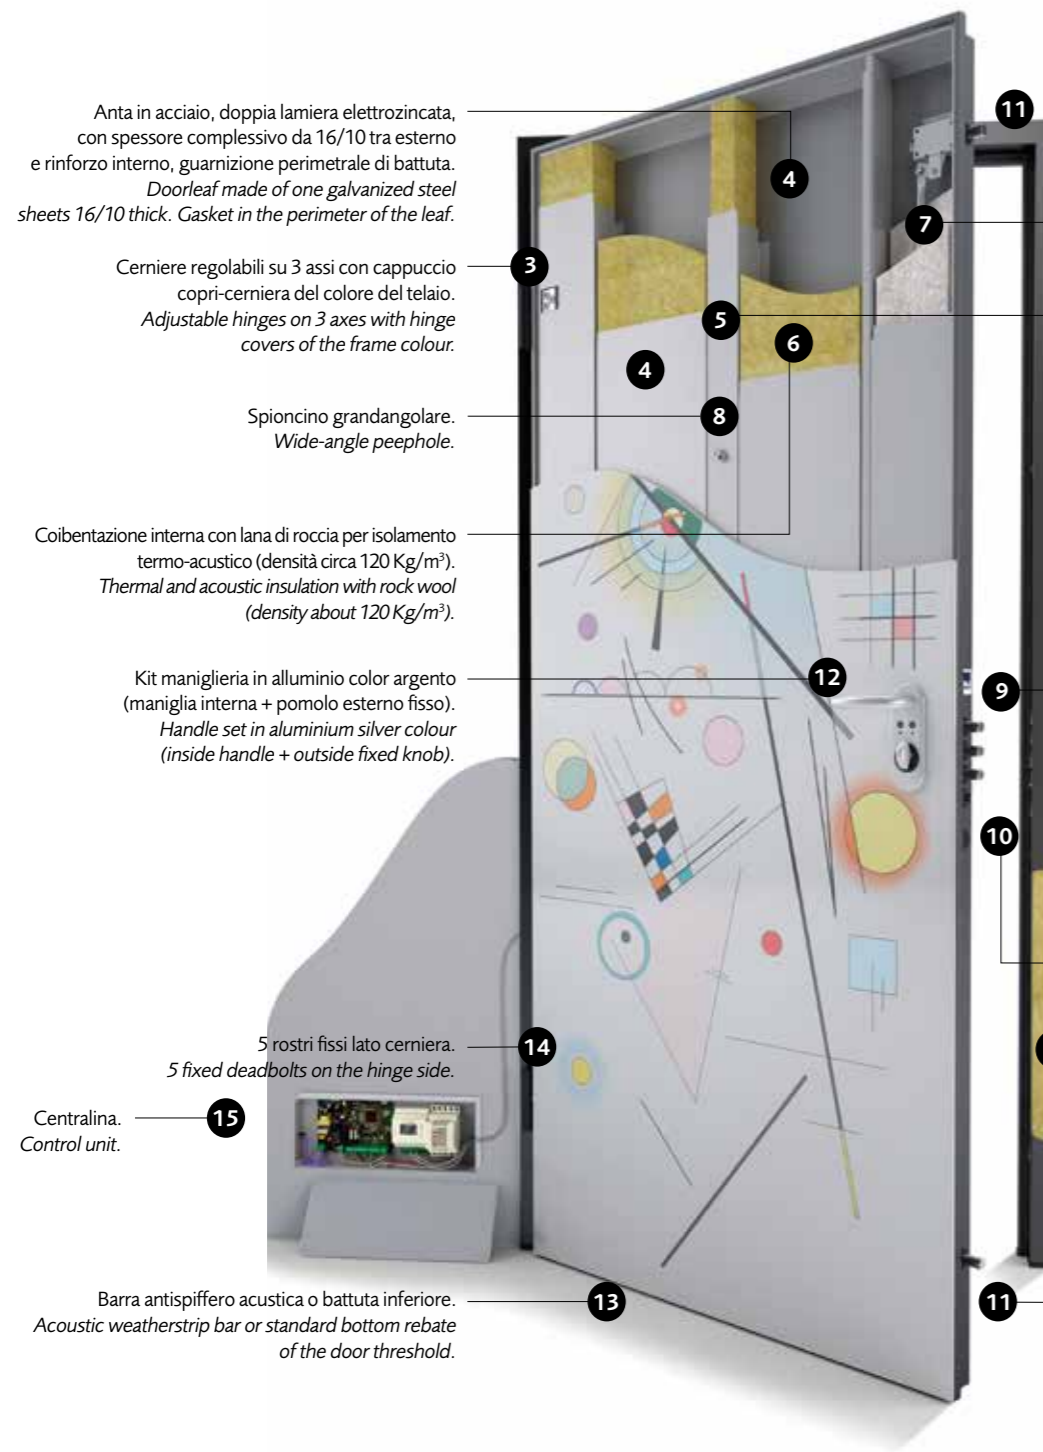 Anta in acciaio, doppia lamiera elettrozincata,
con spessore complessivo da 16/10 tra esterno
e rinforzo interno, guarnizione perimetrale di battuta.
Doorleaf made of one galvanized steel
sheets 16/10 thick. Gasket in the perimeter of the leaf.
4
11
7
Cerniere regolabili su 3 assi con cappuccio
copri-cerniera del colore del telaio.
Adjustable hinges on 3 axes with hinge
covers of the frame colour.
3
5
6
4
Spioncino grandangolare.
Wide-angle peephole.
8
Coibentazione interna con lana di roccia per isolamento
termo-acustico (densità circa 120 Kg/m³).
Thermal and acoustic insulation with rock wool
(density about 120 Kg/m³).
Kit maniglieria in alluminio color argento
(maniglia interna + pomolo esterno fisso).
Handle set in aluminium silver colour
(inside handle + outside fixed knob).
12
9
10
5 rostri fissi lato cerniera.
5 fixed deadbolts on the hinge side.
14
Centralina.
Control unit.
15
Barra antispiffero acustica o battuta inferiore.
Acoustic weatherstrip bar or standard bottom rebate
of the door threshold.
13
11